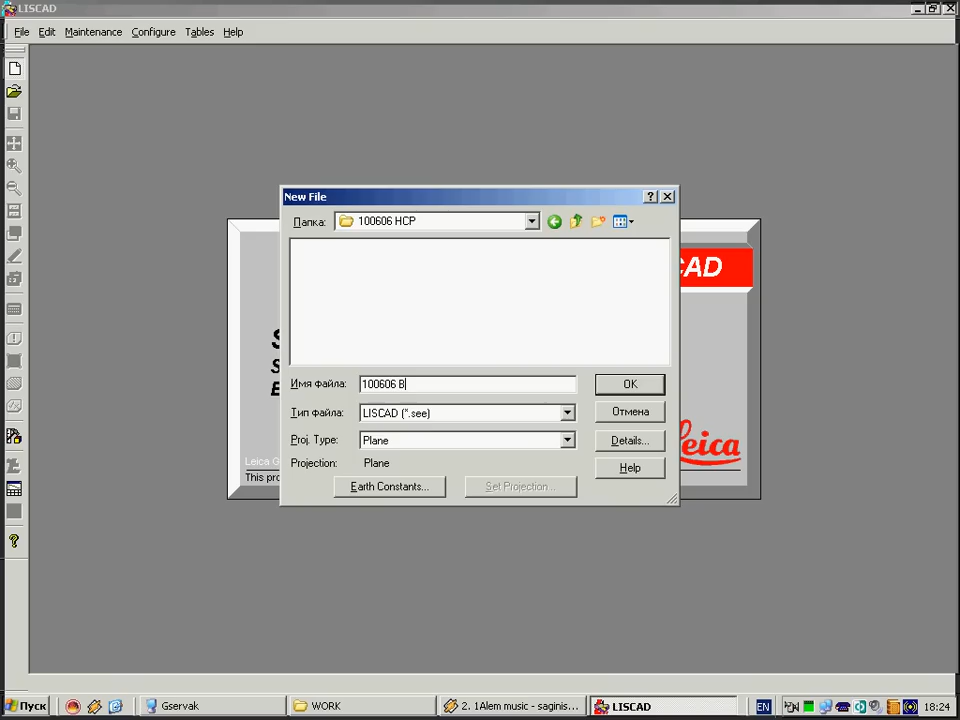 LISCAD
File Edit Maintenance Configure Tables Help
New File
Папка: 100606 HCP
CAD
S
S
E
Имя файла: 100606 B
OK
Тип файла: LISCAD (*.see)
Отмена
Proj. Type: Plane
Details...
Leica
Projection: Plane
Help
Leica G
This pro
Earth Constants... Set Projection...
Пуск Gservak WORK 2. 1Alem music - saginis... LISCAD EN 18:24